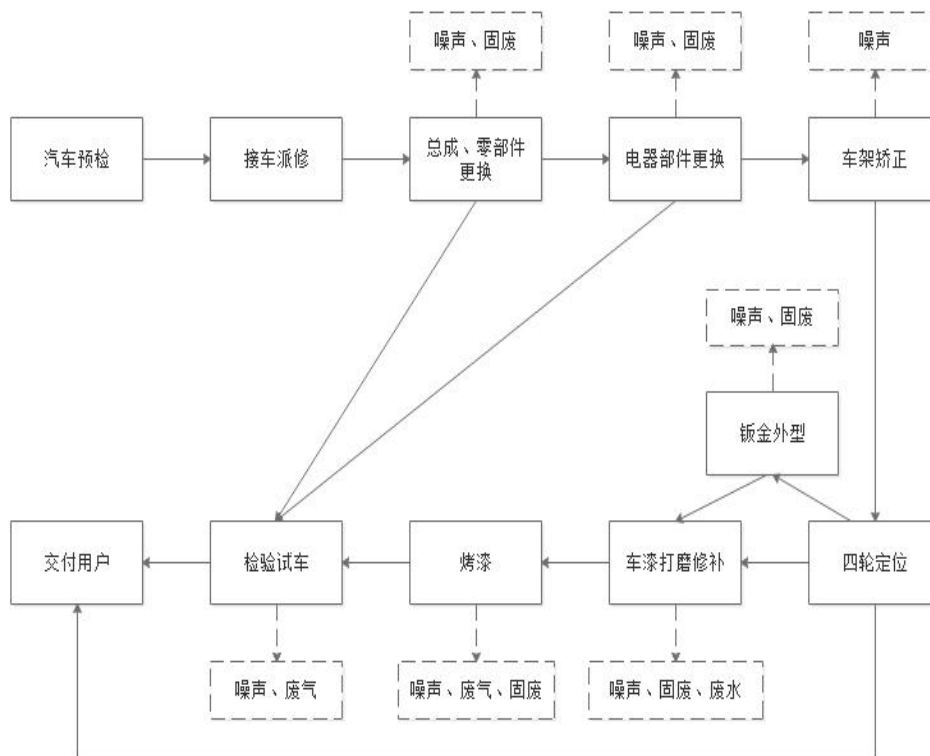 噪声、固废
噪声、固废
噪声
汽车预检
接车派修
总成、零部件
更换
电器部件更换
车架矫正
噪声、固废
钣金外型
交付用户
检验试车
烤漆
车漆打磨修补
四轮定位
噪声、废气
噪声、废气、固废
噪声、固废、废水